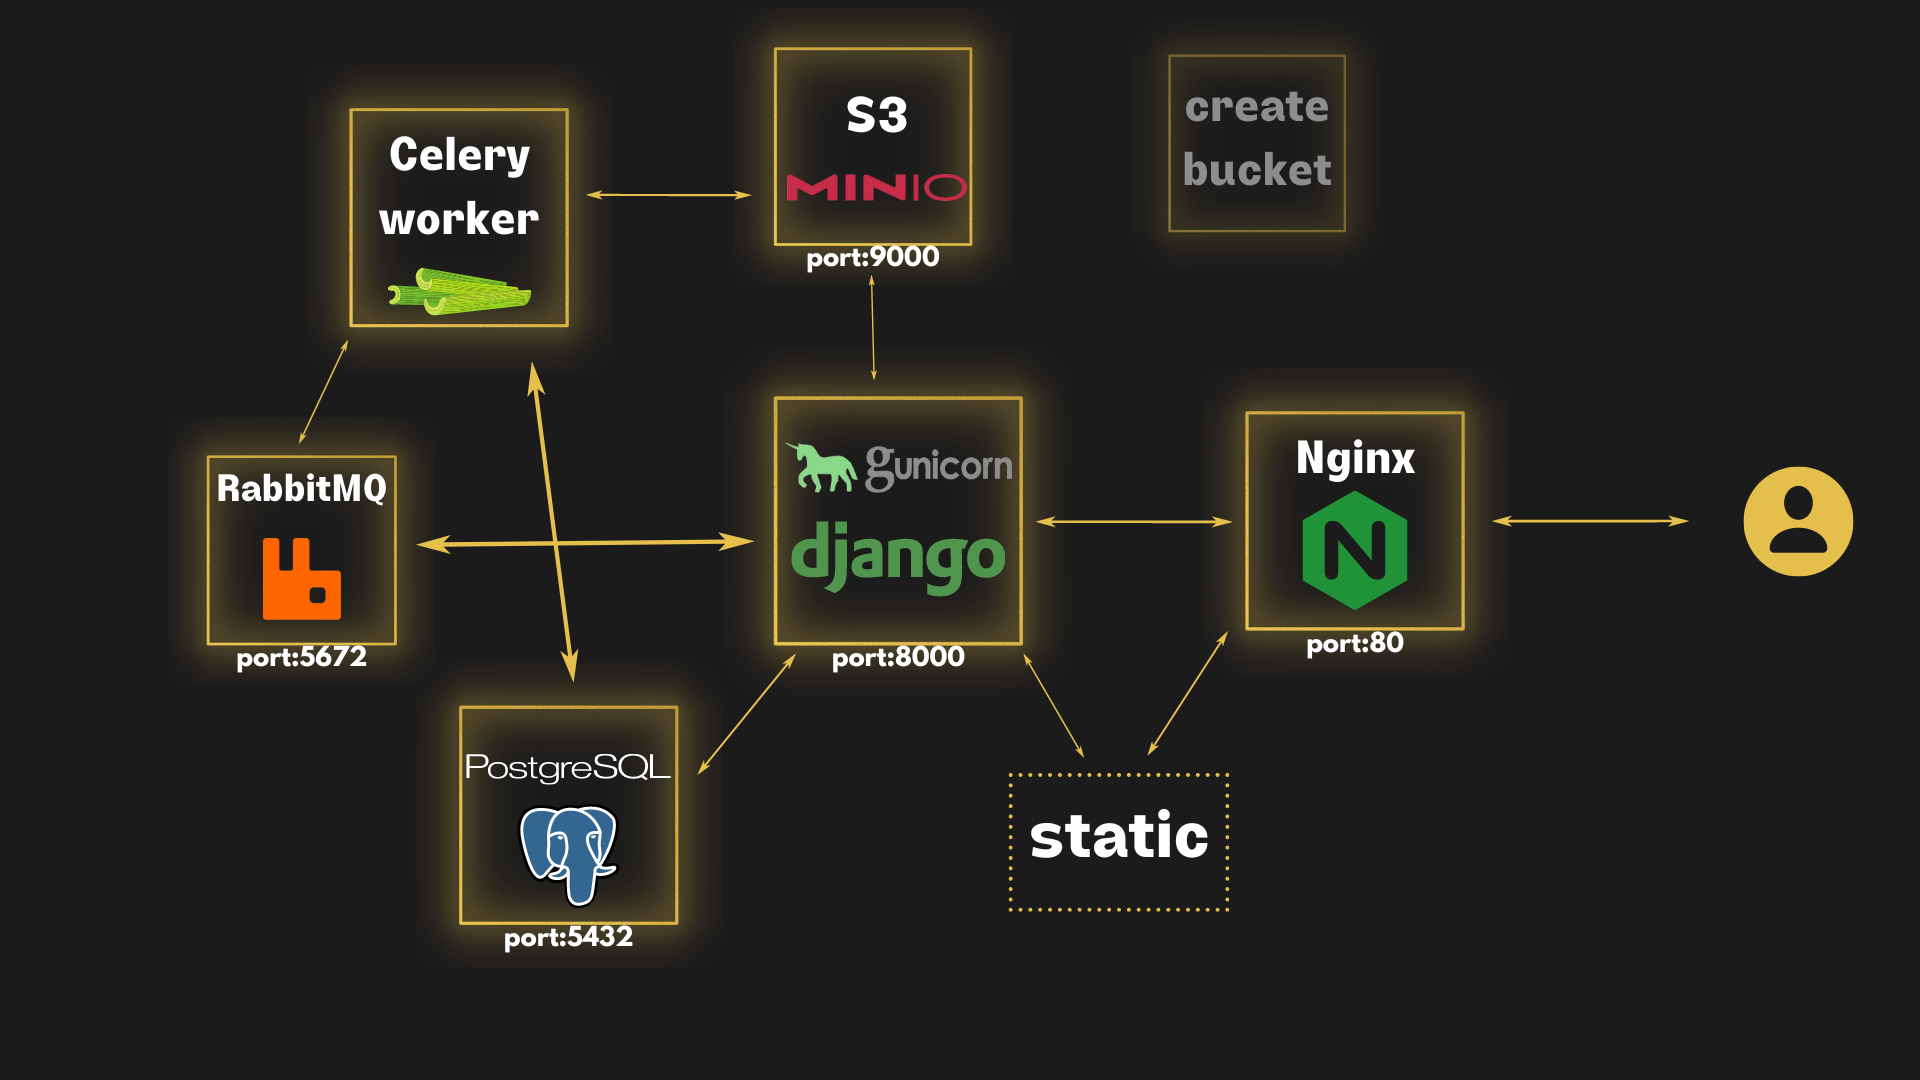 S3
MINIO
port:9000
create
bucket
Celery
worker
RabbitMQ
port:5672
gunicorn
django
port:8000
Nginx
port:80
PostgreSQL
port:5432
static